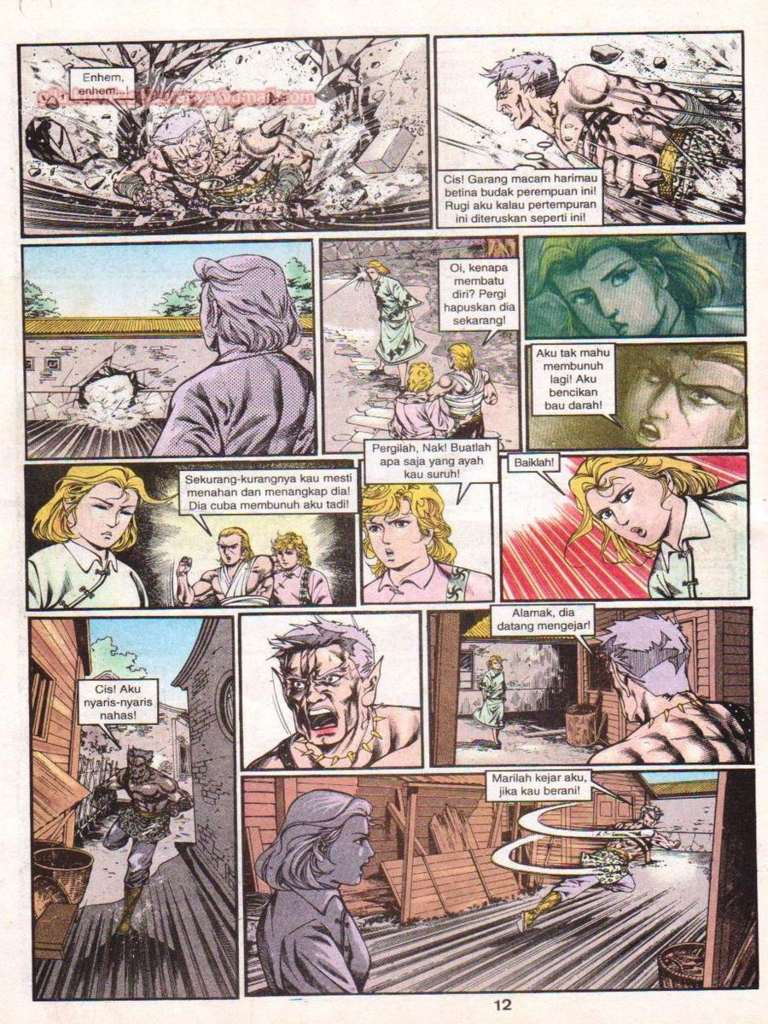 Enhem,
enhem...
Cis! Garang macam harimau
betina budak perempuan ini!
Rugi aku kalau pertempuran
ini diteruskan seperti ini!
Oi, kenapa
membatu
diri? Pergi
hapuskan dia
sekarang!
Aku tak mahu
membunuh
lagi! Aku
bencikan
bau darah!
Sekurang-kurangnya kau mesti
menahan dan menangkap dia!
Dia cuba membunuh aku tadi!
Pergilah, Nak! Buatlah
apa saja yang ayah
kau suruh!
Baiklah!
Cis! Aku
nyaris-nyaris
nahas!
Alamak, dia
datang mengejar!
Marilah kejar aku,
jika kau berani!
12